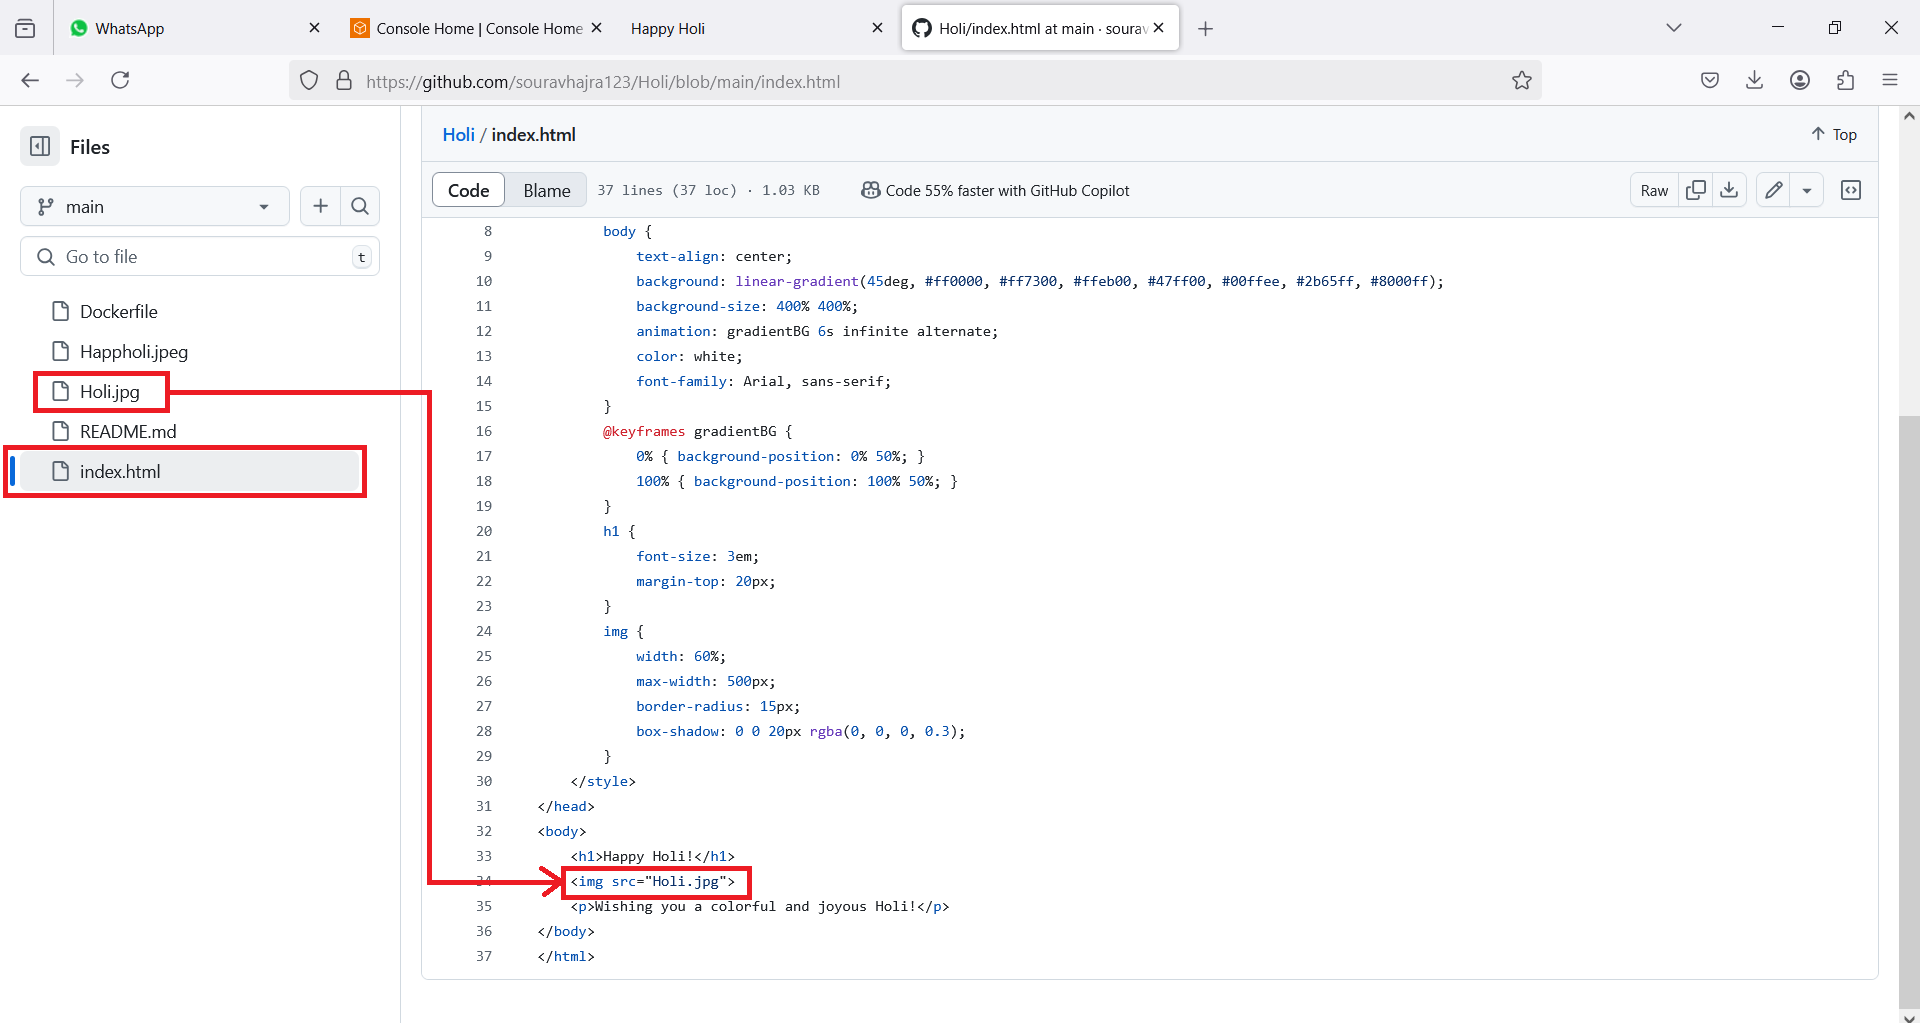 WhatsApp
Console Home | Console Home
Happy Holi
Holi/index.html at main · sourav
https://github.com/souravhajra123/Holi/blob/main/index.html
Files
main
Go to file
t
Dockerfile
Happholi.jpeg
Holi.jpg
README.md
index.html
Holi / index.html
Top
Code
Blame
37 lines (37 loc) · 1.03 KB
Code 55% faster with GitHub Copilot
Raw
8 body {
9 text-align: center;
10 background: linear-gradient(45deg, #ff0000, #ff7300, #ffeb00, #47ff00, #00ffee, #2b65ff, #8000ff);
11 background-size: 400% 400%;
12 animation: gradientBG 6s infinite alternate;
13 color: white;
14 font-family: Arial, sans-serif;
15 }
16 @keyframes gradientBG {
17 0% { background-position: 0% 50%; }
18 100% { background-position: 100% 50%; }
19 }
20 h1 {
21 font-size: 3em;
22 margin-top: 20px;
23 }
24 img {
25 width: 60%;
26 max-width: 500px;
27 border-radius: 15px;
28 box-shadow: 0 0 20px rgba(0, 0, 0, 0.3);
29 }
30 </style>
31 </head>
32 <body>
33 <h1>Happy Holi!</h1>
34 <img src="Holi.jpg">
35 <p>Wishing you a colorful and joyous Holi!</p>
36 </body>
37 </html>